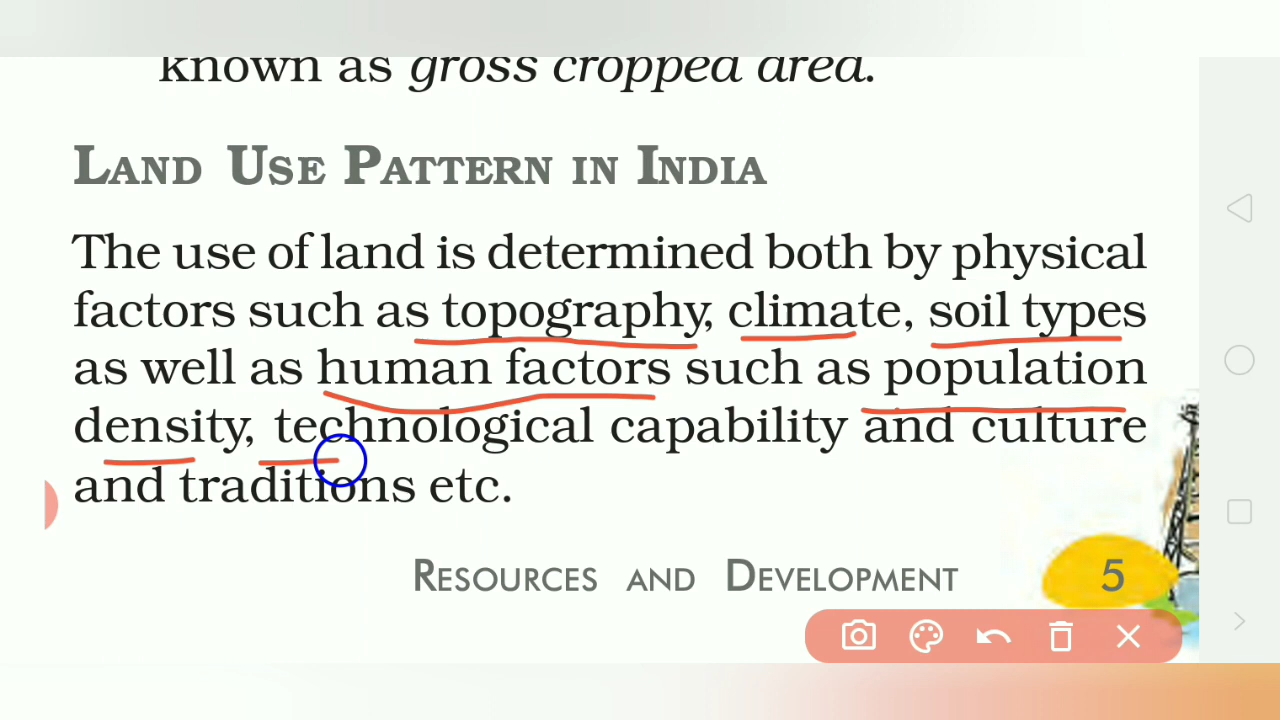 known as gross cropped area.
LAND USE PATTERN IN INDIA
The use of land is determined both by physical
factors such as topography, climate, soil types
as well as human factors such as population
density, technological capability and culture
and traditions etc.
RESOURCES AND DEVELOPMENT 5